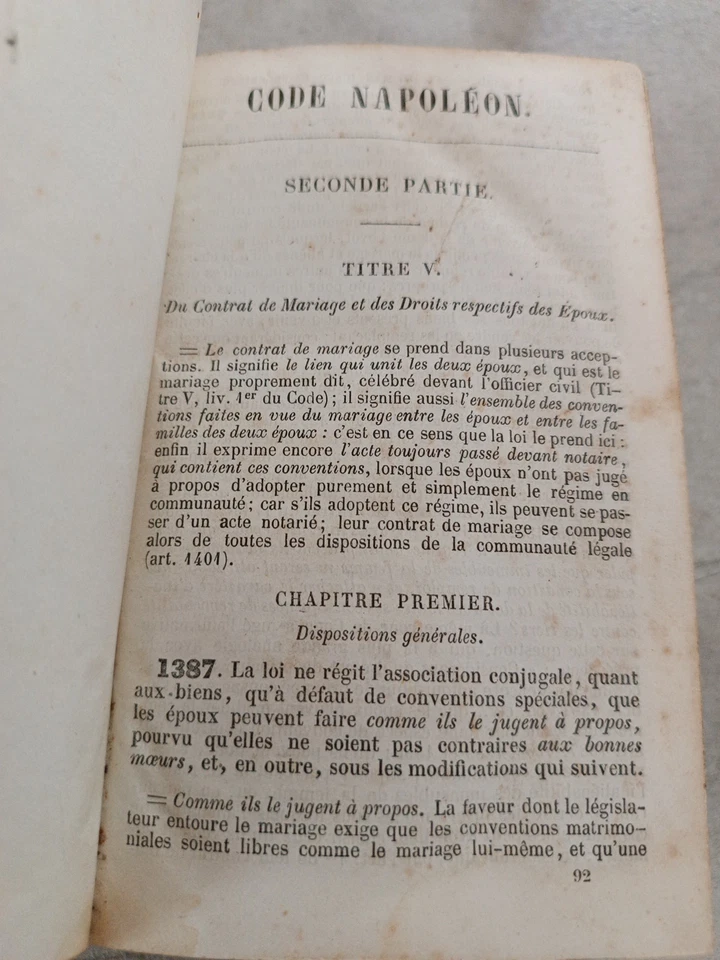 CODE NAPOLÉON.
SECONDE PARTIE.
TITRE V.
Du Contrat de Mariage et des Droits respectifs des Époux.
= Le contrat de mariage se prend dans plusieurs accep-
tions. Il signifie le lien qui unit les deux époux, et qui est le
mariage proprement dit, célébré devant l'officier civil (Ti-
tre V, liv. 1er du Code); il signifie aussi l'ensemble des conven-
tions faites en vue du mariage entre les époux et entre les fa-
milles des deux époux : c'est en ce sens que la loi le prend ici :
enfin il exprime encore l'acte toujours passé devant notaire,
qui contient ces conventions, lorsque les époux n'ont pas jugé
à propos d'adopter purement et simplement le régime en
communauté; car s'ils adoptent ce régime, ils peuvent se pas-
ser d'un acte notarié; leur contrat de mariage se compose
alors de toutes les dispositions de la communauté légale
(art. 1401).
CHAPITRE PREMIER.
Dispositions générales.
1387. La loi ne régit l'association conjugale, quant
aux biens, qu'à défaut de conventions spéciales, que
les époux peuvent faire comme ils le jugent à propos,
pourvu qu'elles ne soient pas contraires aux bonnes
mœurs, et, en outre, sous les modifications qui suivent.
= Comme ils le jugent à propos. La faveur dont le législa-
teur entoure le mariage exige que les conventions matrimo-
niales soient libres comme le mariage lui-même, et qu'une
92